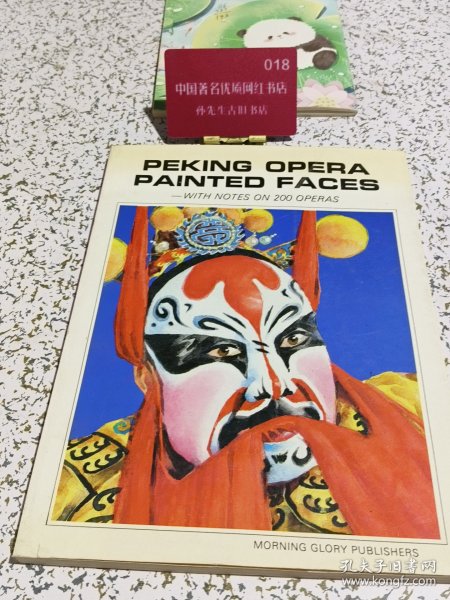 018
中国著名优质网红书店
孙先生古旧书店
PEKING OPERA
PAINTED FACES
—WITH NOTES ON 200 OPERAS
MORNING GLORY PUBLISHERS
孔夫子旧书网
www.kongfz.com